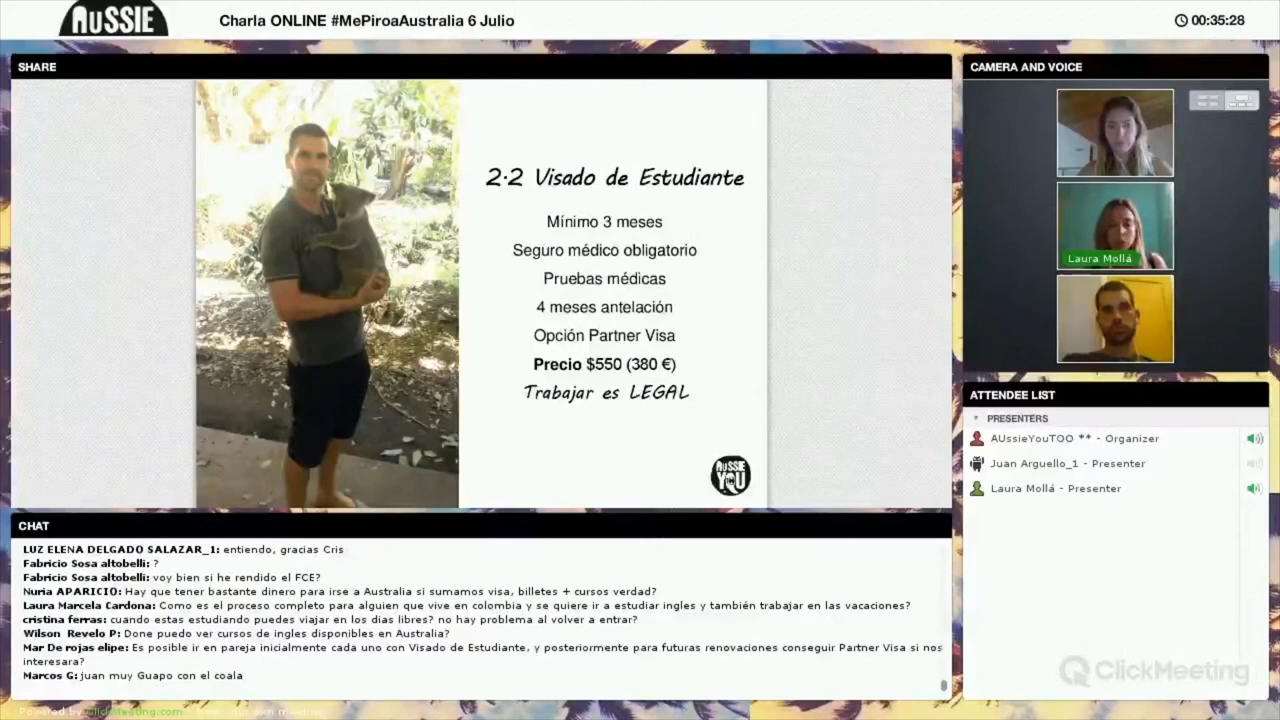 AUSSIE
Charla ONLINE #MePiroaAustralia 6 Julio
00:35:28
SHARE
2.2 Visado de Estudiante
Mínimo 3 meses
Seguro médico obligatorio
Pruebas médicas
4 meses antelación
Opción Partner Visa
Precio $550 (380 €)
Trabajar es LEGAL
AUSSIE
YOU
CAMERA AND VOICE
Laura Mollá
ATTENDEE LIST
PRESENTERS
AUssieYouTOO ** - Organizer
Juan Arguello_1 - Presenter
Laura Mollá - Presenter
CHAT
LUZ ELENA DELGADO SALAZAR_1: entiendo, gracias Cris
Fabricio Sosa altobelli: ?
Fabricio Sosa altobelli: voy bien si he rendido el FCE?
Nuria APARICIO: Hay que tener bastante dinero para irse a Australia si sumamos visa, billetes + cursos verdad?
Laura Marcela Cardona: Como es el proceso completo para alguien que vive en colombia y se quiere ir a estudiar ingles y también trabajar en las vacaciones?
cristina ferras: cuando estas estudiando puedes viajar en los dias libres? no hay problema al volver a entrar?
Wilson Revelo P: Done puedo ver cursos de ingles disponibles en Australia?
Mar De rojas elipe: Es posible ir en pareja inicialmente cada uno con Visado de Estudiante, y posteriormente para futuras renovaciones conseguir Partner Visa si nos
interesara?
Marcos G: juan muy Guapo con el coala
ClickMeeting
Powered by ClickMeeting.com